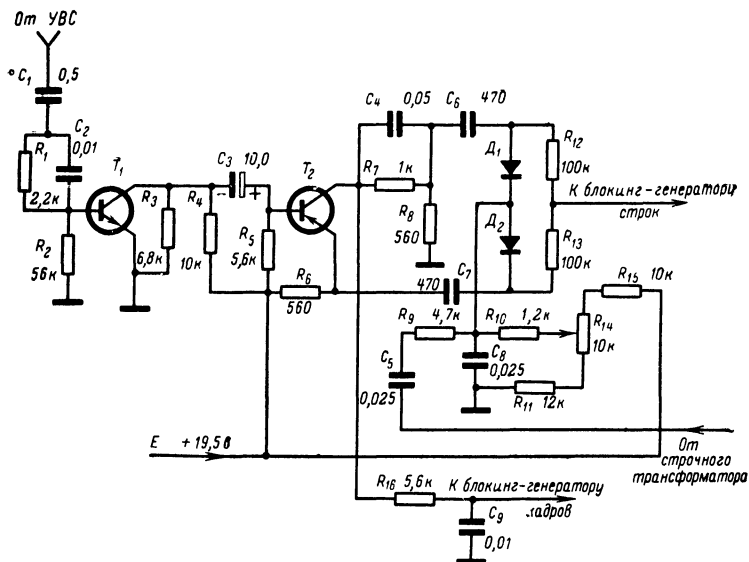 От УВС
C1 0,5
C2
0,01
R1
2,2к
T1
R2
56к
R3
6,8к
R4
10к
C3 10,0
- +
R5
5,6к
T2
R6
560
C4 0,05
R7 1к
R8
560
C6 470
Д1
Д2
R12
100к
К блокинг-генератору
строк
R13
100к
C7
470
R9 4,7к
R10 1,2к
R15 10к
R14
10к
C5
0,025
C8
0,025
R11 12к
E +19,5в
От
строчного
трансформатора
R16 5,6к
К блокинг-генератору
кадров
C9
0,01